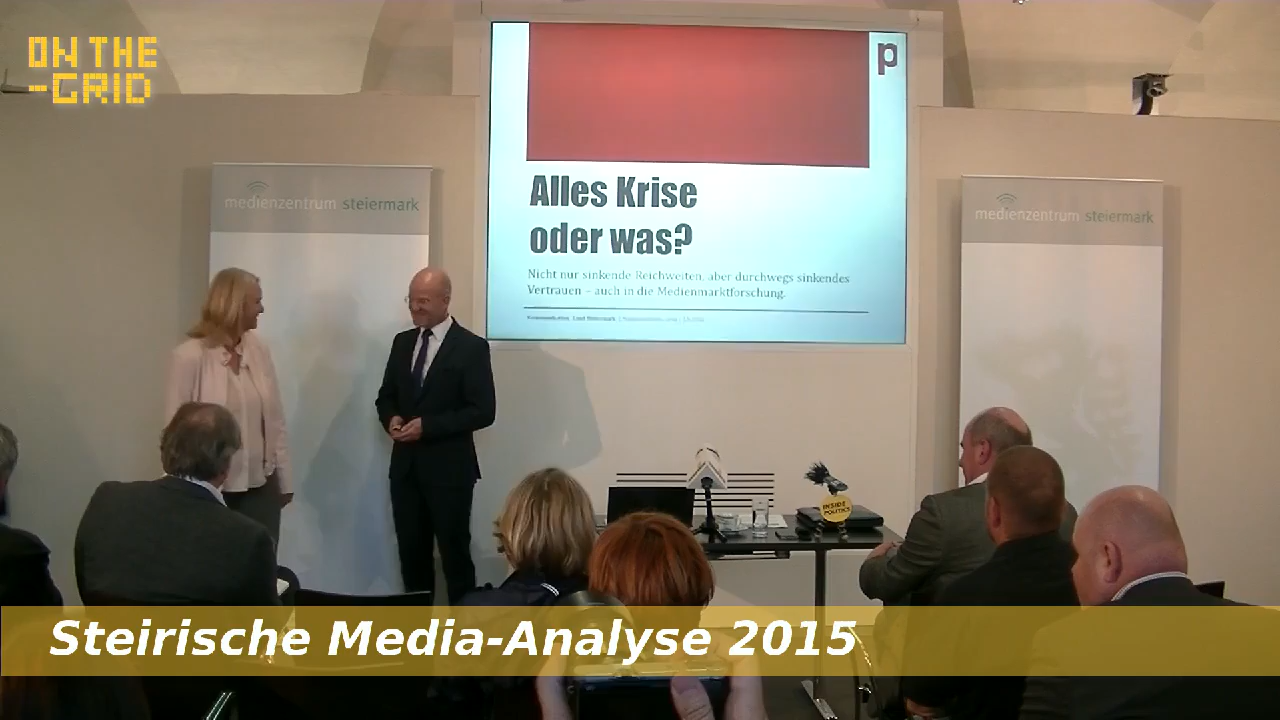 ON THE
-GRID
p
medienzentrum steiermark
medienzentrum steiermark
Alles Krise
oder was?
Nicht nur sinkende Reichweiten, aber durchwegs sinkendes
Vertrauen – auch in die Medienmarktforschung.
INSIDE
POLITICS
Steirische Media-Analyse 2015